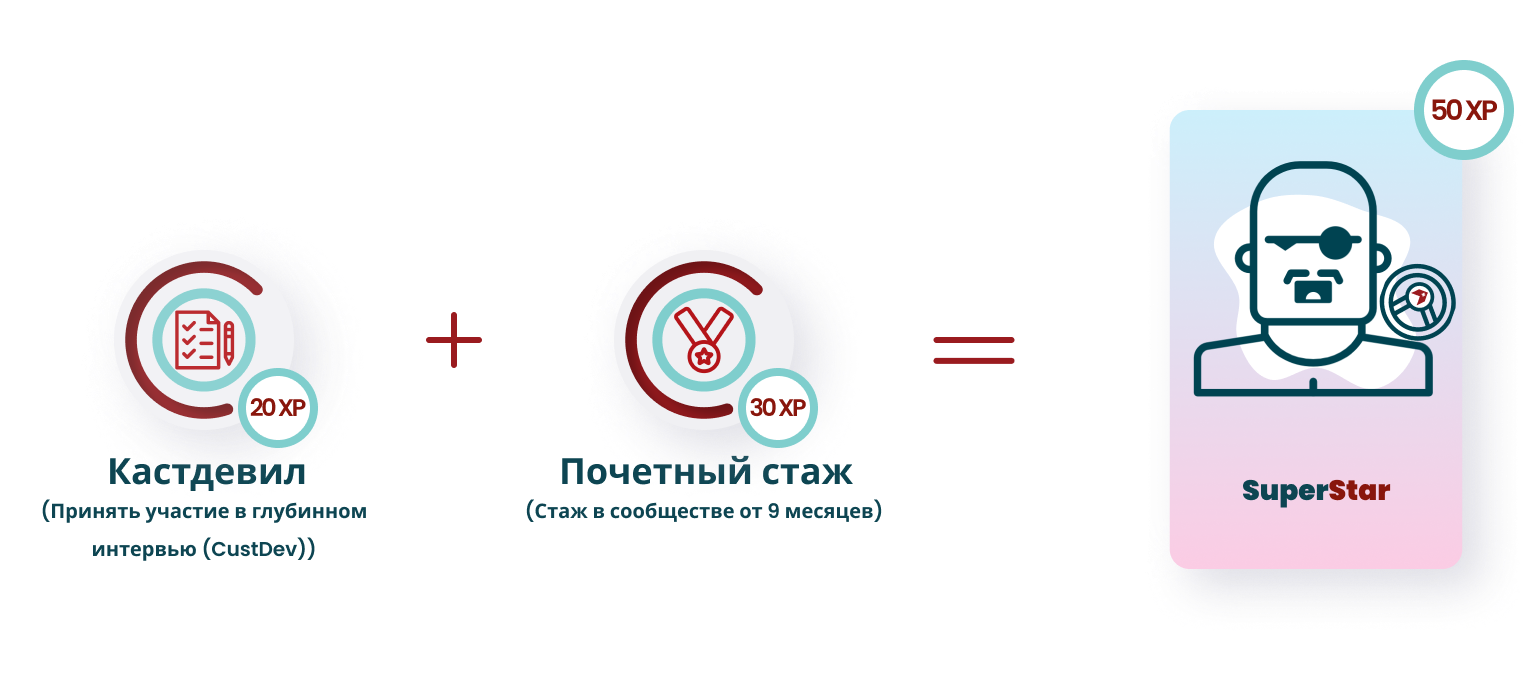 50 XP
20 XP
30 XP
Кастдевил
(Принять участие в глубинном
интервью (CustDev))
Почетный стаж
(Стаж в сообществе от 9 месяцев)
SuperStar